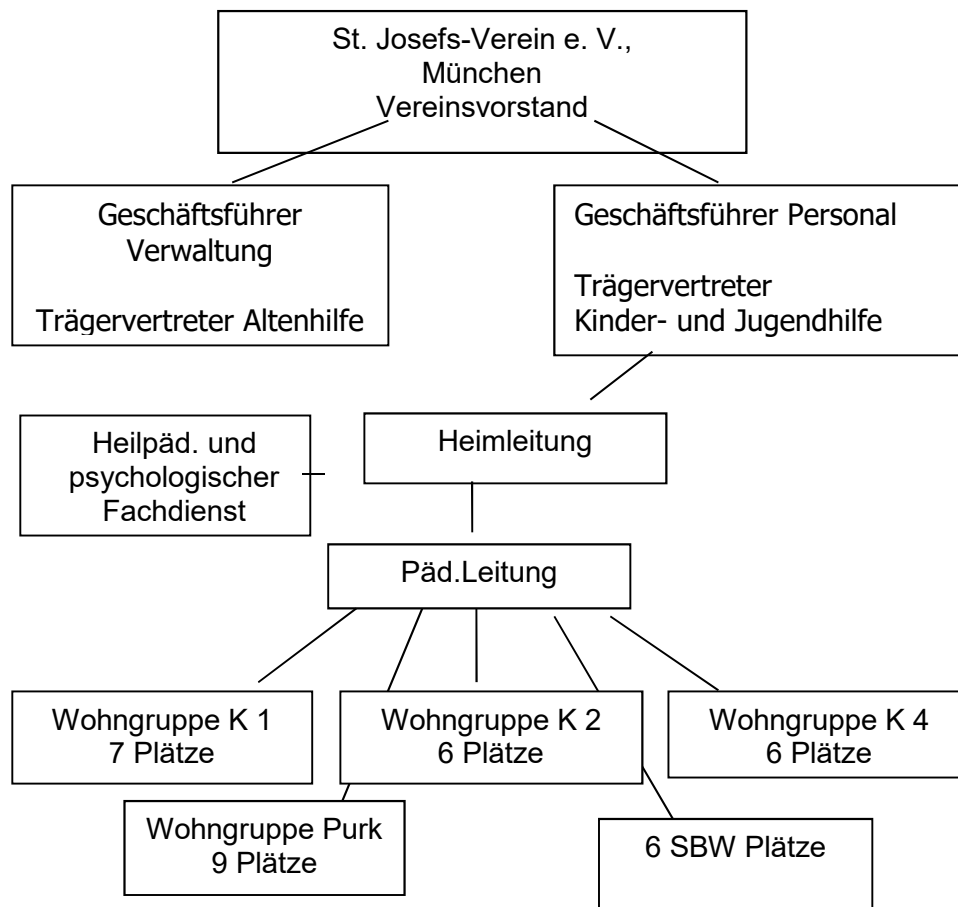 St. Josefs-Verein e. V.,
München
Vereinsvorstand
Geschäftsführer
Verwaltung
Trägervertreter Altenhilfe
Geschäftsführer Personal
Trägervertreter
Kinder- und Jugendhilfe
Heilpäd. und
psychologischer
Fachdienst
Heimleitung
Päd.Leitung
Wohngruppe K 1
7 Plätze
Wohngruppe K 2
6 Plätze
Wohngruppe K 4
6 Plätze
Wohngruppe Purk
9 Plätze
6 SBW Plätze